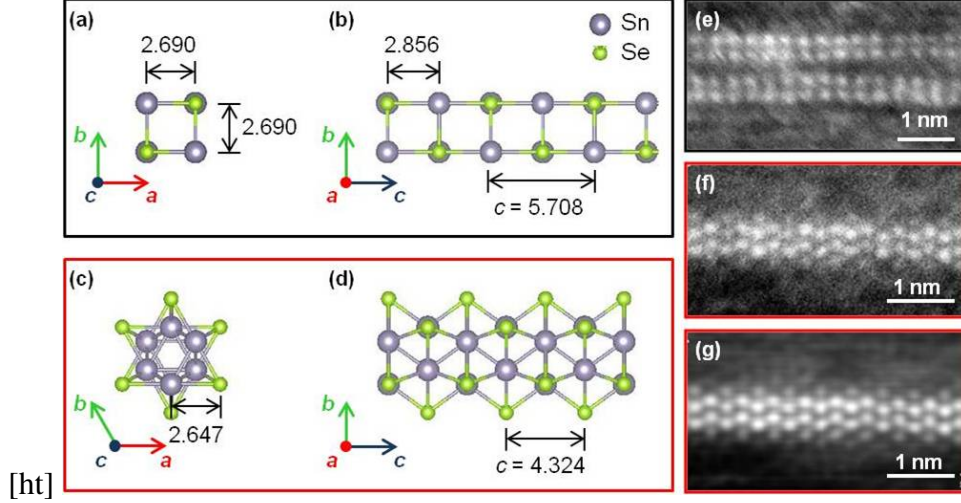 (a)
2.690
2.690
b
c
a
(b)
2.856
Sn
Se
b
a
c
c = 5.708
(c)
b
c
a
2.647
(d)
b
a
c
c = 4.324
(e)
1 nm
(f)
1 nm
(g)
1 nm
[ht]